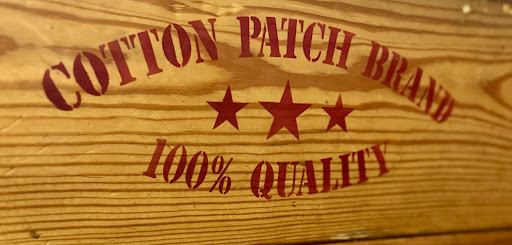 COTTON PATCH BRAND
100% QUALITY